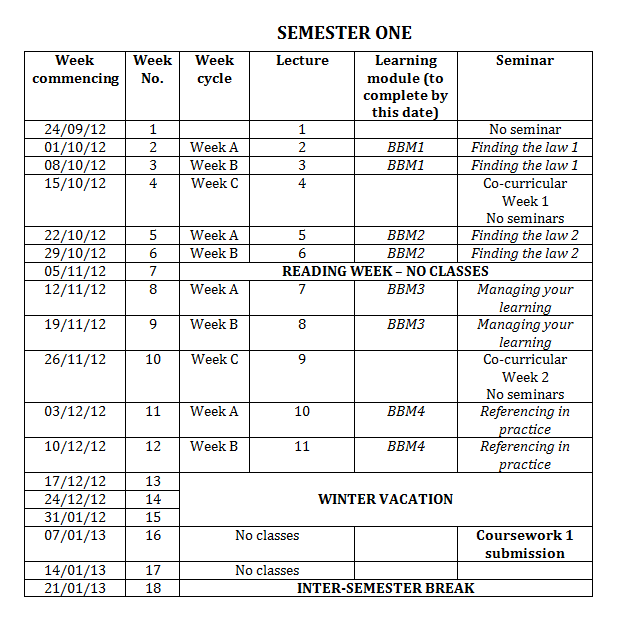 SEMESTER ONE
Week commencing Week No. Week cycle Lecture Learning module (to complete by this date) Seminar
24/09/12 1 1 No seminar
01/10/12 2 Week A 2 BBM1 Finding the law 1
08/10/12 3 Week B 3 BBM1 Finding the law 1
15/10/12 4 Week C 4 Co-curricular
Week 1
No seminars
22/10/12 5 Week A 5 BBM2 Finding the law 2
29/10/12 6 Week B 6 BBM2 Finding the law 2
05/11/12 7 READING WEEK – NO CLASSES
12/11/12 8 Week A 7 BBM3 Managing your
learning
19/11/12 9 Week B 8 BBM3 Managing your
learning
26/11/12 10 Week C 9 Co-curricular
Week 2
No seminars
03/12/12 11 Week A 10 BBM4 Referencing in
practice
10/12/12 12 Week B 11 BBM4 Referencing in
practice
17/12/12 13
24/12/12 14 WINTER VACATION
31/01/12 15
07/01/13 16 No classes Coursework 1
submission
14/01/13 17 No classes
21/01/13 18 INTER-SEMESTER BREAK